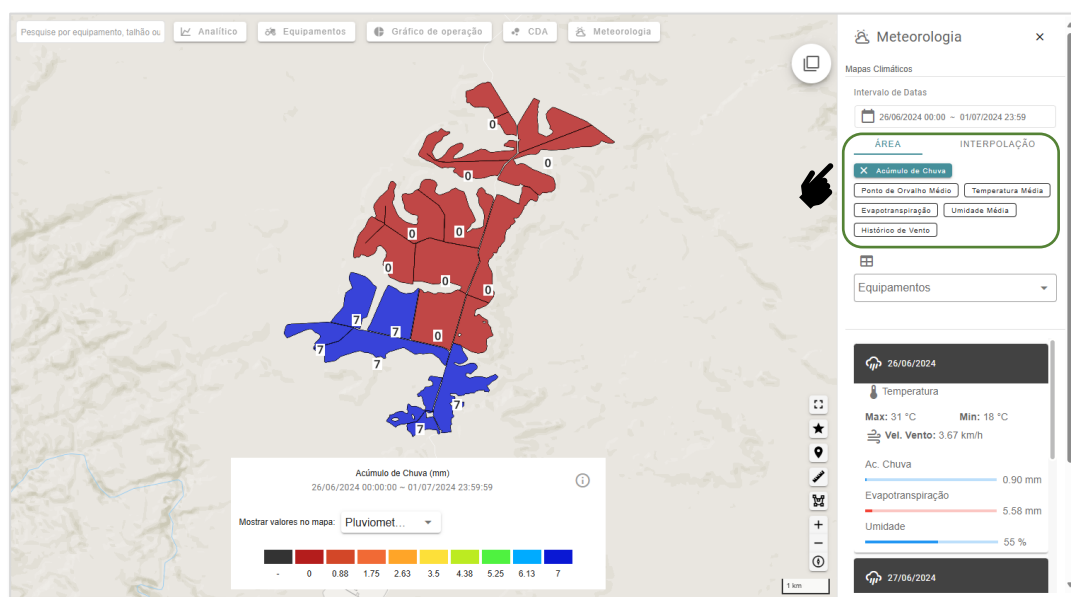 Pesquise por equipamento, talhão ou
Analítico
Equipamentos
Gráfico de operação
CDA
Meteorologia
0
0
0
0
0
0
0
0
0
7
7
7
7
7
7
Acúmulo de Chuva (mm)
26/06/2024 00:00:00 ~ 01/07/2024 23:59:59
Mostrar valores no mapa: Pluviomet...
- 0 0.88 1.75 2.63 3.5 4.38 5.25 6.13 7
1 km
Meteorologia
Mapas Climáticos
Intervalo de Datas
26/06/2024 00:00 ~ 01/07/2024 23:59
ÁREA INTERPOLAÇÃO
X Acúmulo de Chuva
Ponto de Orvalho Médio Temperatura Média
Evapotranspiração Umidade Média
Histórico de Vento
Equipamentos
26/06/2024
Temperatura
Max: 31 °C Min: 18 °C
Vel. Vento: 3.67 km/h
Ac. Chuva
0.90 mm
Evapotranspiração
5.58 mm
Umidade
55 %
27/06/2024